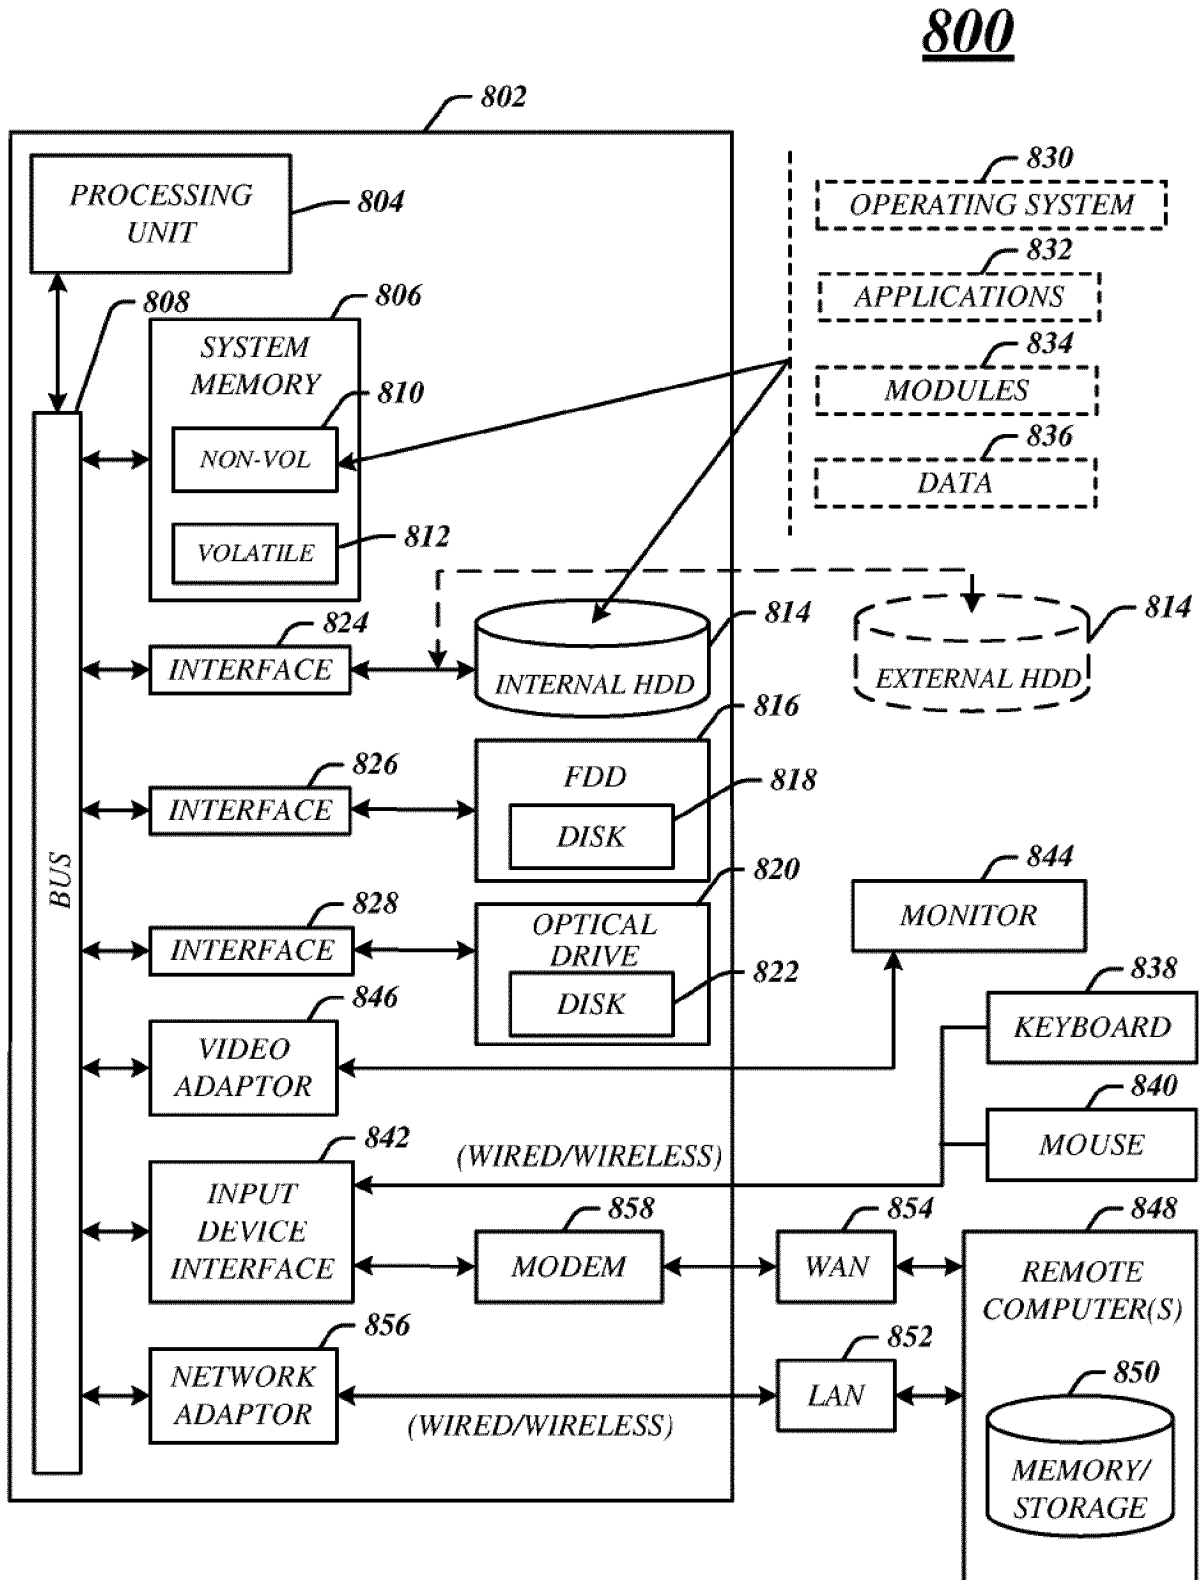 800
802
PROCESSING
UNIT
804
830
OPERATING SYSTEM
832
APPLICATIONS
834
MODULES
836
DATA
808
806
SYSTEM
MEMORY
810
NON-VOL
812
VOLATILE
824
INTERFACE
814
INTERNAL HDD
814
EXTERNAL HDD
816
FDD
826
INTERFACE
818
DISK
BUS
820
OPTICAL
DRIVE
828
INTERFACE
822
DISK
844
MONITOR
838
KEYBOARD
846
VIDEO
ADAPTOR
840
MOUSE
842
INPUT
DEVICE
INTERFACE
(WIRED/WIRELESS)
858
MODEM
854
WAN
848
REMOTE
COMPUTER(S)
856
NETWORK
ADAPTOR
(WIRED/WIRELESS)
852
LAN
850
MEMORY/
STORAGE